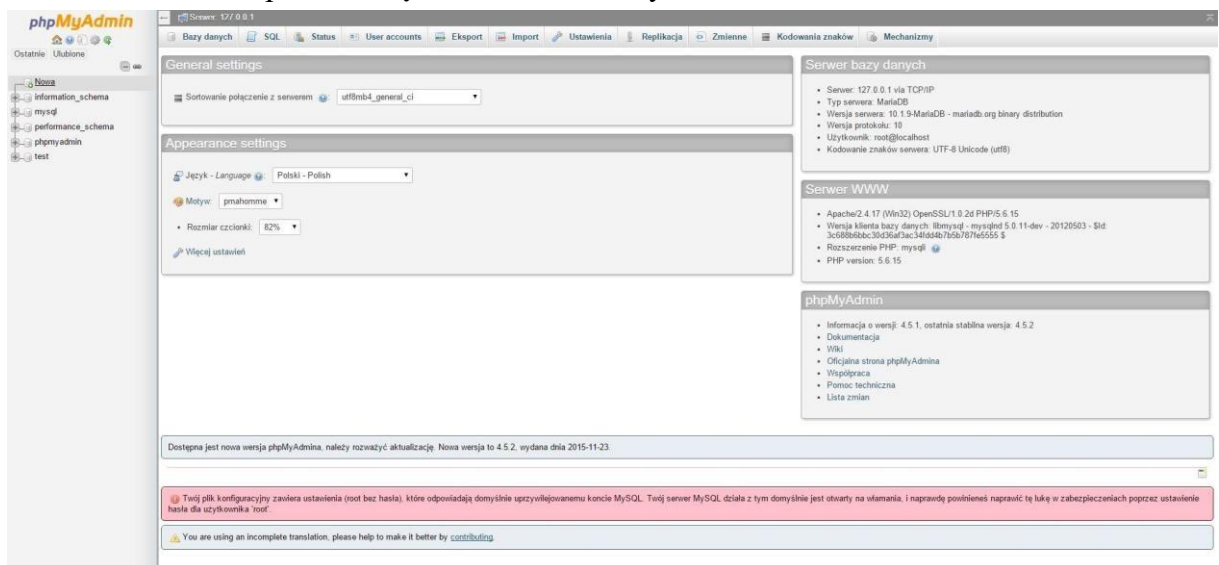 phpMyAdmin
Ostatnie Ulubione
Nowa
information_schema
mysql
performance_schema
phpmyadmin
test
Serwer: 127.0.0.1
Bazy danych SQL Status User accounts Eksport Import Ustawienia Replikacja Zmienne Kodowania znaków Mechanizmy
General settings
Sortowanie połączenie z serwerem : utf8mb4_general_ci
Appearance settings
Język - Language : Polski - Polish
Motyw: pmahomme
Rozmiar czcionki: 82%
Więcej ustawień
Serwer bazy danych
Serwer: 127.0.0.1 via TCP/IP
Typ serwera: MariaDB
Wersja serwera: 10.1.9-MariaDB - mariadb.org binary distribution
Wersja protokołu: 10
Użytkownik: root@localhost
Kodowanie znaków serwera: UTF-8 Unicode (utf8)
Serwer WWW
Apache/2.4.17 (Win32) OpenSSL/1.0.2d PHP/5.6.15
Wersja klienta bazy danych: libmysql - mysqlnd 5.0.11-dev - 20120503 - $Id:
$
Rozszerzenie PHP: mysqli
PHP version: 5.6.15
phpMyAdmin
Informacja o wersji: 4.5.1, ostatnia stabilna wersja: 4.5.2
Dokumentacja
Wiki
Oficjalna strona phpMyAdmina
Współpraca
Pomoc techniczna
Lista zmian
Dostępna jest nowa wersja phpMyAdmina, należy rozważyć aktualizację. Nowa wersja to 4.5.2, wydana dnia 2015-11-23.
Twój plik konfiguracyjny zawiera ustawienia (root bez hasła), które odpowiadają domyślnie uprzywilejowanemu koncie MySQL. Twój serwer MySQL działa z tym domyślnie jest otwarty na włamania, i naprawdę powinieneś naprawić tę lukę w zabezpieczeniach poprzez ustawienie
hasła dla użytkownika 'root'.
You are using an incomplete translation, please help to make it better by contributing.